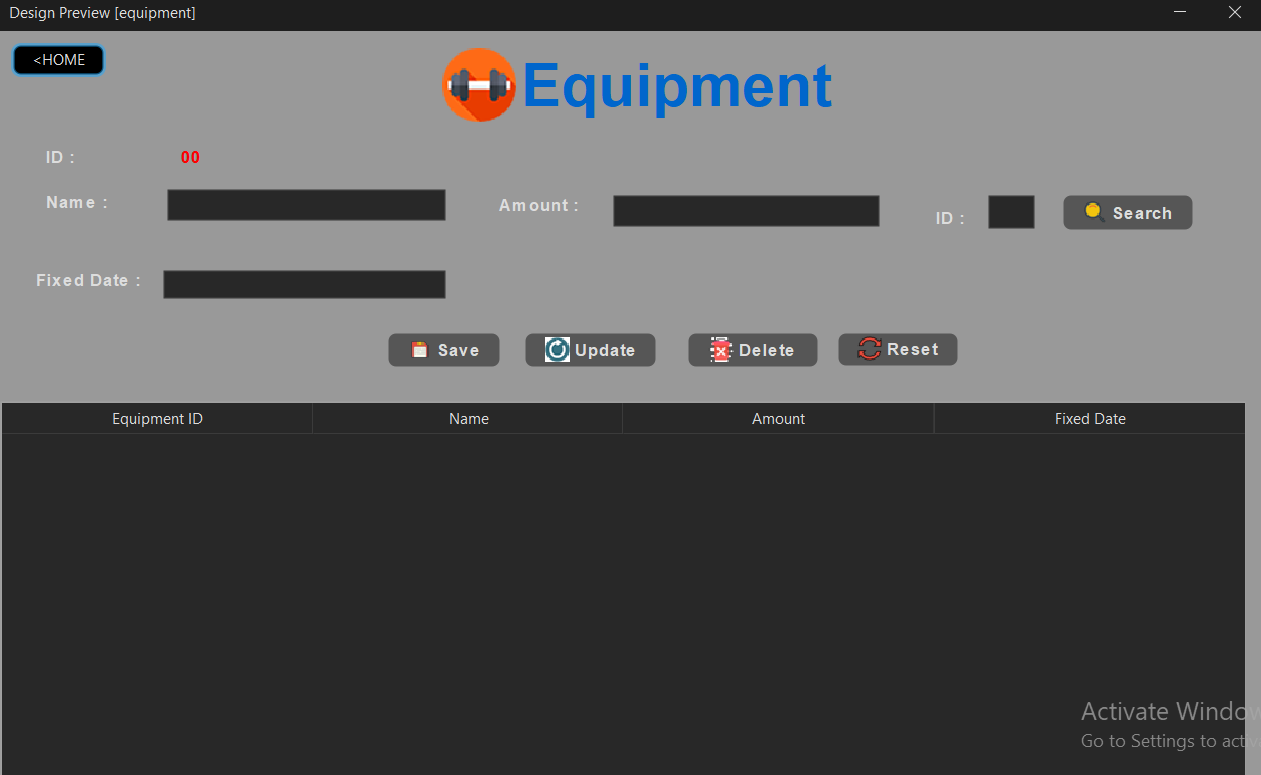 Design Preview [equipment]
<HOME
Equipment
ID :
00
Name :
Amount :
ID :
Search
Fixed Date :
Save
Update
Delete
Reset
Equipment ID Name Amount Fixed Date
Activate Window
Go to Settings to activ